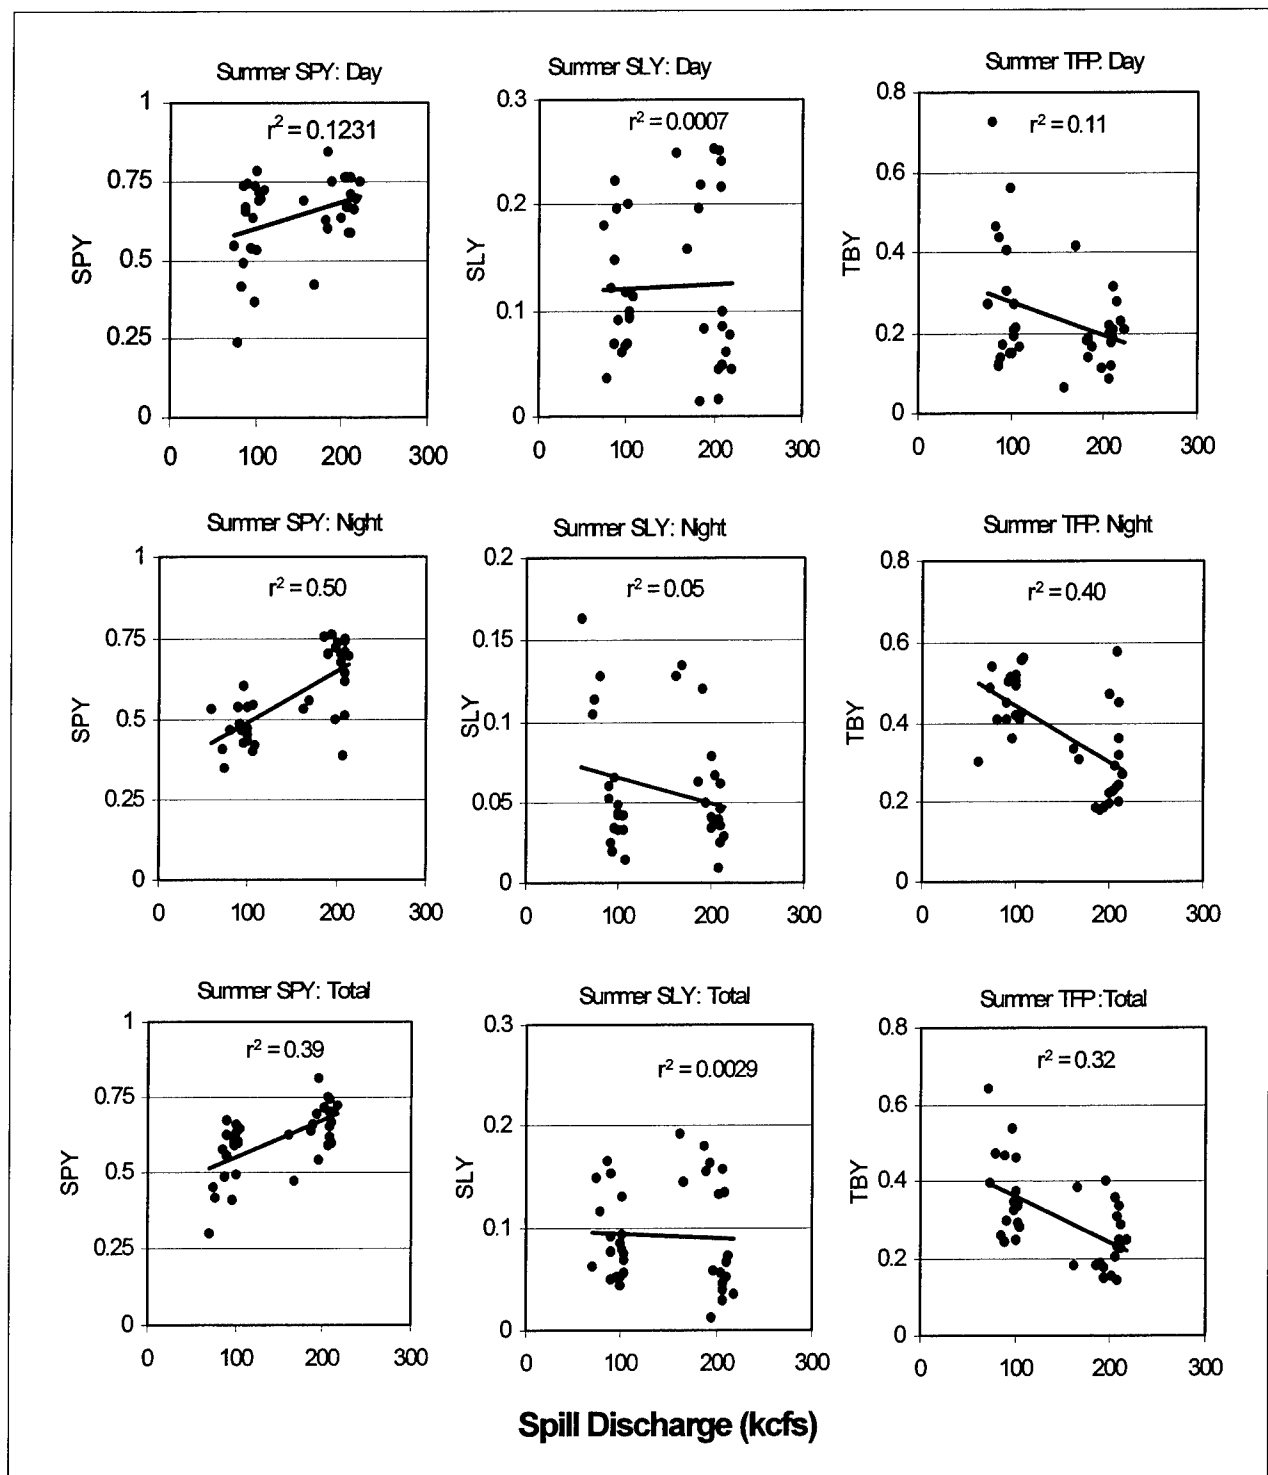 Summer SPY: Day
r² = 0.1231
SPY
1
0.75
0.5
0.25
0
0 100 200 300
Summer SLY: Day
r² = 0.0007
SLY
0.3
0.2
0.1
0
0 100 200 300
Summer TFP: Day
r² = 0.11
TBY
0.8
0.6
0.4
0.2
0
0 100 200 300
Summer SPY: Night
r² = 0.50
SPY
1
0.75
0.5
0.25
0
0 100 200 300
Summer SLY: Night
r² = 0.05
SLY
0.2
0.15
0.1
0.05
0
0 100 200 300
Summer TFP: Night
r² = 0.40
TBY
0.8
0.6
0.4
0.2
0
0 100 200 300
Summer SPY: Total
r² = 0.39
SPY
1
0.75
0.5
0.25
0
0 100 200 300
Summer SLY: Total
r² = 0.0029
SLY
0.3
0.2
0.1
0
0 100 200 300
Summer TFP :Total
r² = 0.32
TBY
0.8
0.6
0.4
0.2
0
0 100 200 300
Spill Discharge (kcfs)